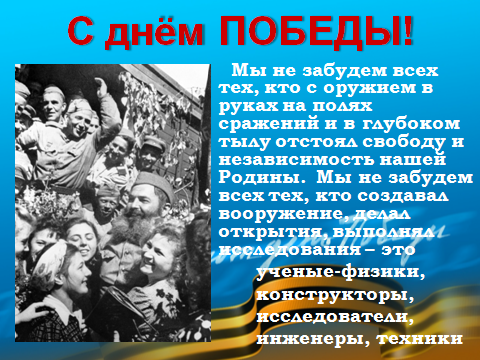 С днём ПОБЕДЫ!
Мы не забудем всех
тех, кто с оружием в
руках на полях
сражений и в глубоком
тылу отстоял свободу и
независимость нашей
Родины. Мы не забудем
всех тех, кто создавал
вооружение, делал
открытия, выполнял
исследования – это
ученые-физики,
конструкторы,
исследователи,
инженеры, техники